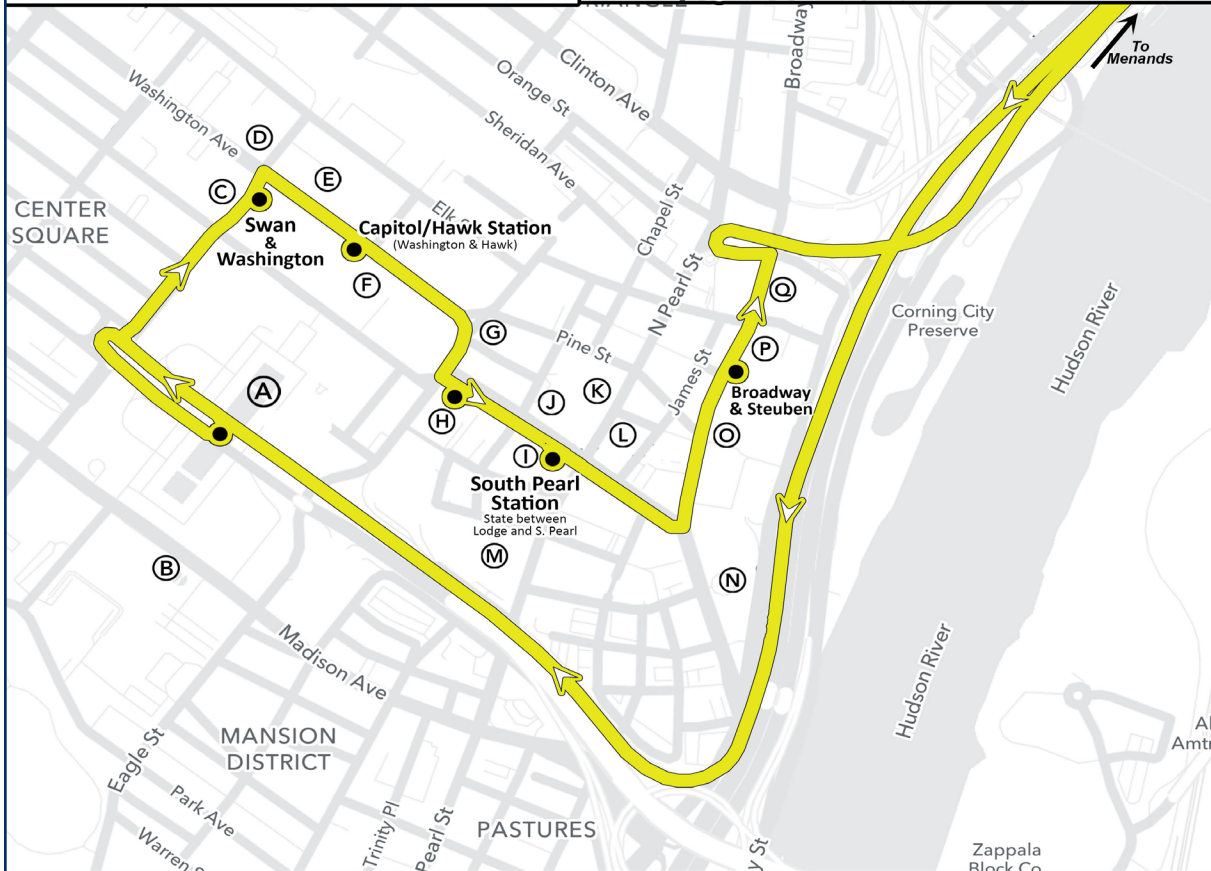 To
Menands
Clinton Ave
Broadway
Orange St
Washington Ave
Sheridan Ave
D
E
C
Chapel St
CENTER
SQUARE
Swan
&
Washington
Capitol/Hawk Station
(Washington & Hawk)
F
N Pearl St
Q
G
Corning City
Preserve
Hudson River
Pine St
P
James St
A
K
J
Broadway
& Steuben
H
L
O
I
South Pearl
Station
State between
Lodge and S. Pearl
M
B
N
Madison Ave
Hudson River
MANSION
DISTRICT
Eagle St
Park Ave
Trinity Pl
Pearl St
PASTURES
Zappala
Block Co